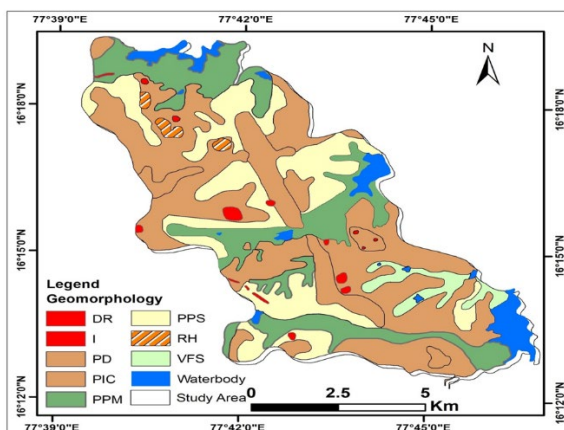 77°39'0"E 77°42'0"E 77°45'0"E
N
16°18'0"N 16°18'0"N
16°15'0"N 16°15'0"N
Legend
Geomorphology
DR PPS
I RH
PD VFS
PIC Waterbody
PPM Study Area
0 2.5 5
Km
16°12'0"N 16°12'0"N
77°39'0"E 77°42'0"E 77°45'0"E